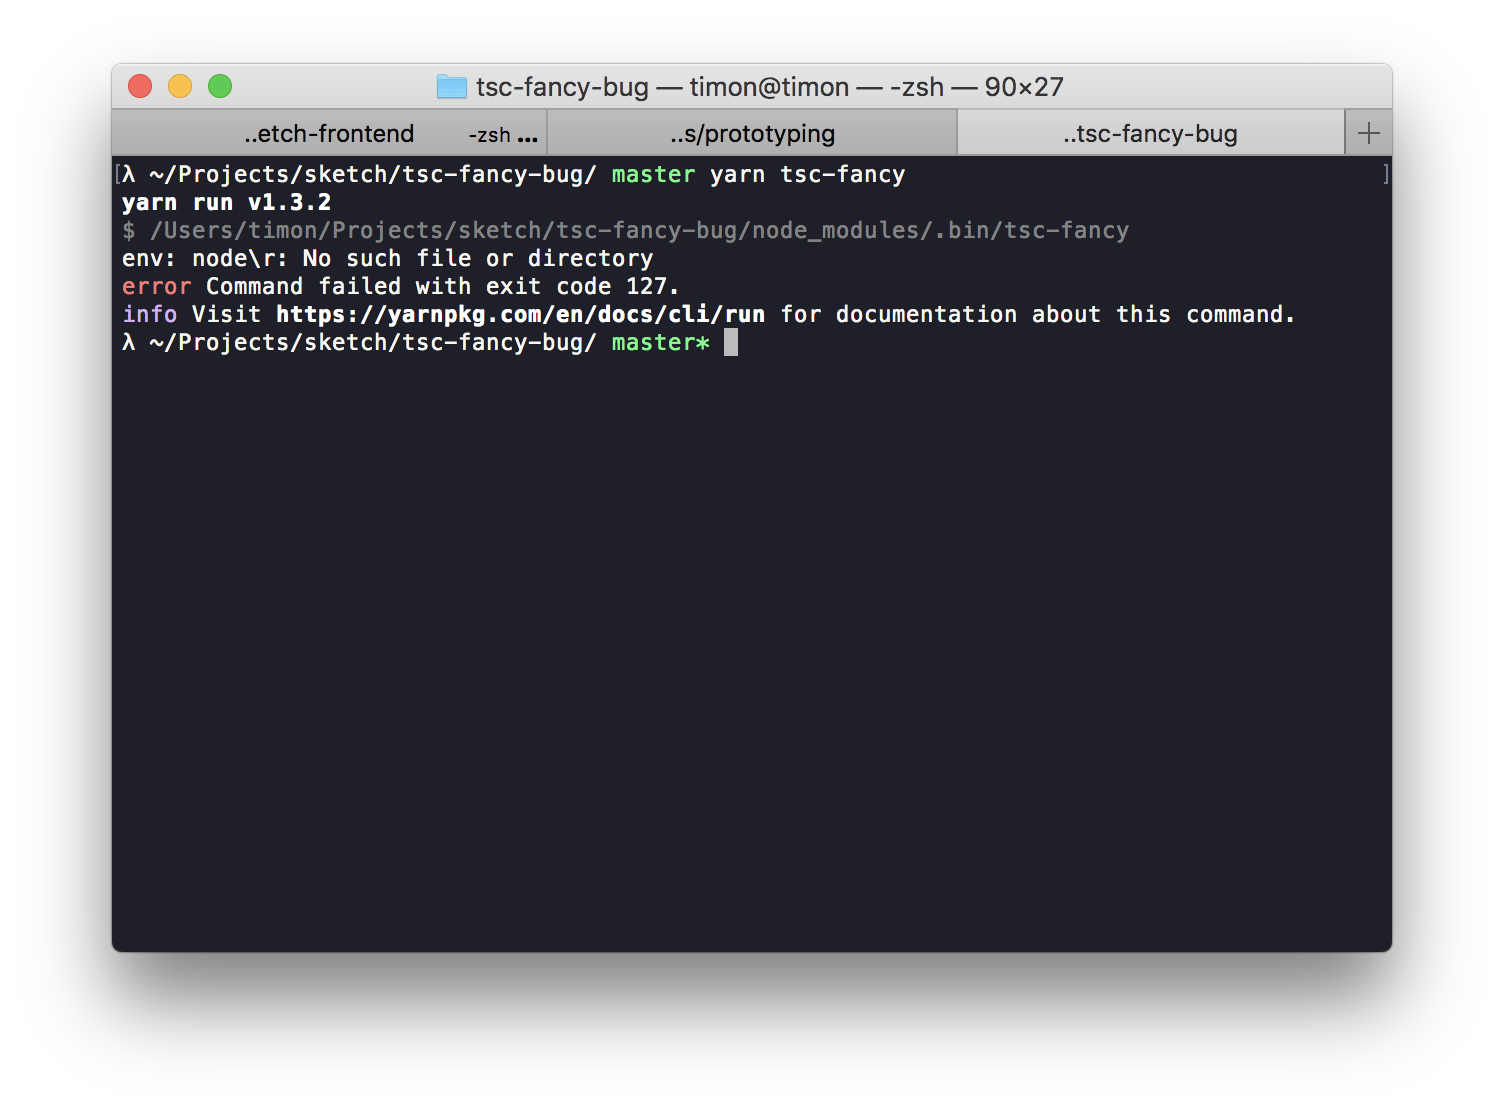 tsc-fancy-bug — timon@timon — -zsh — 90×27
..etch-frontend -zsh ... ..s/prototyping ..tsc-fancy-bug +
[λ ~/Projects/sketch/tsc-fancy-bug/ master yarn tsc-fancy ]
yarn run v1.3.2
$ /Users/timon/Projects/sketch/tsc-fancy-bug/node_modules/.bin/tsc-fancy
env: node\r: No such file or directory
error Command failed with exit code 127.
info Visit https://yarnpkg.com/en/docs/cli/run for documentation about this command.
λ ~/Projects/sketch/tsc-fancy-bug/ master*